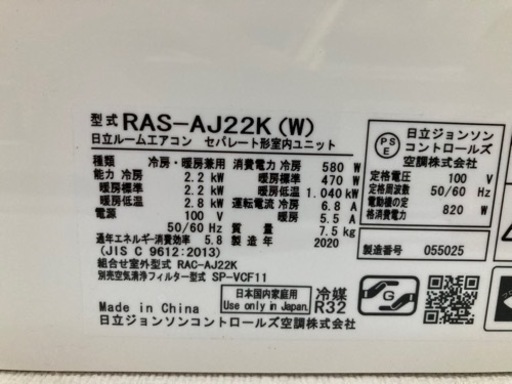 型式 RAS-AJ22K(W)
日立ルームエアコン セパレート形室内ユニット
種類 冷房・暖房兼用 消費電力 冷房 580 W
能力 冷房 2.2 kW 暖房標準 470 W
暖房標準 2.2 kW 暖房低温 1.040 kW
暖房低温 2.8 kW 運転電流 冷房 6.8 A
電源 100 V 暖房 5.5 A
50/60 Hz 質量 7.5 kg
通年エネルギー消費効率 5.8 製造年 2020
(JIS C 9612:2013)
組合せ室外型式 RAC-AJ22K
別売空気清浄フィルター型式 SP-VCF11
Made in China
日本国内家庭用
Use only in Japan.
冷媒
R32
日立ジョンソンコントロールズ空調株式会社
PS
E
日立ジョンソン
コントロールズ
空調株式会社
定格電圧 100 V
定格周波数 50/60 Hz
電動機の定
格消費電力 820 W
製造番号 055025
G